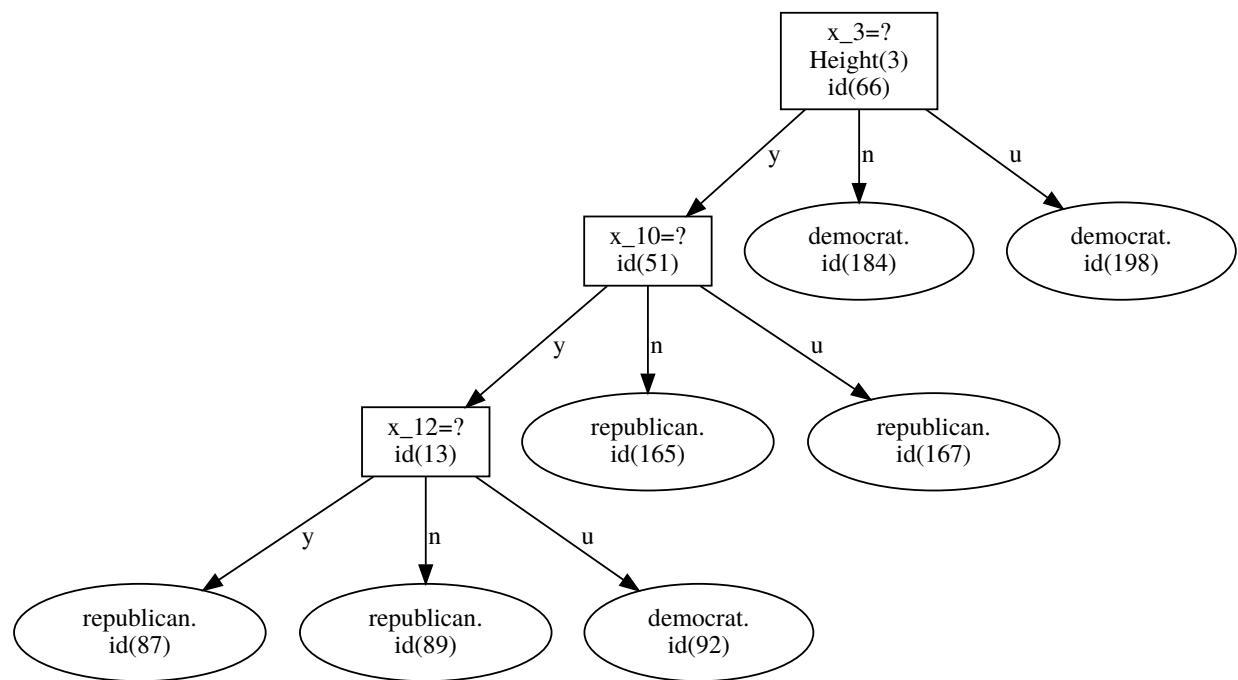 x_3=?
Height(3)
id(66)
y
n
u
x_10=?
id(51)
democrat.
id(184)
democrat.
id(198)
y
n
u
x_12=?
id(13)
republican.
id(165)
republican.
id(167)
y
n
u
republican.
id(87)
republican.
id(89)
democrat.
id(92)